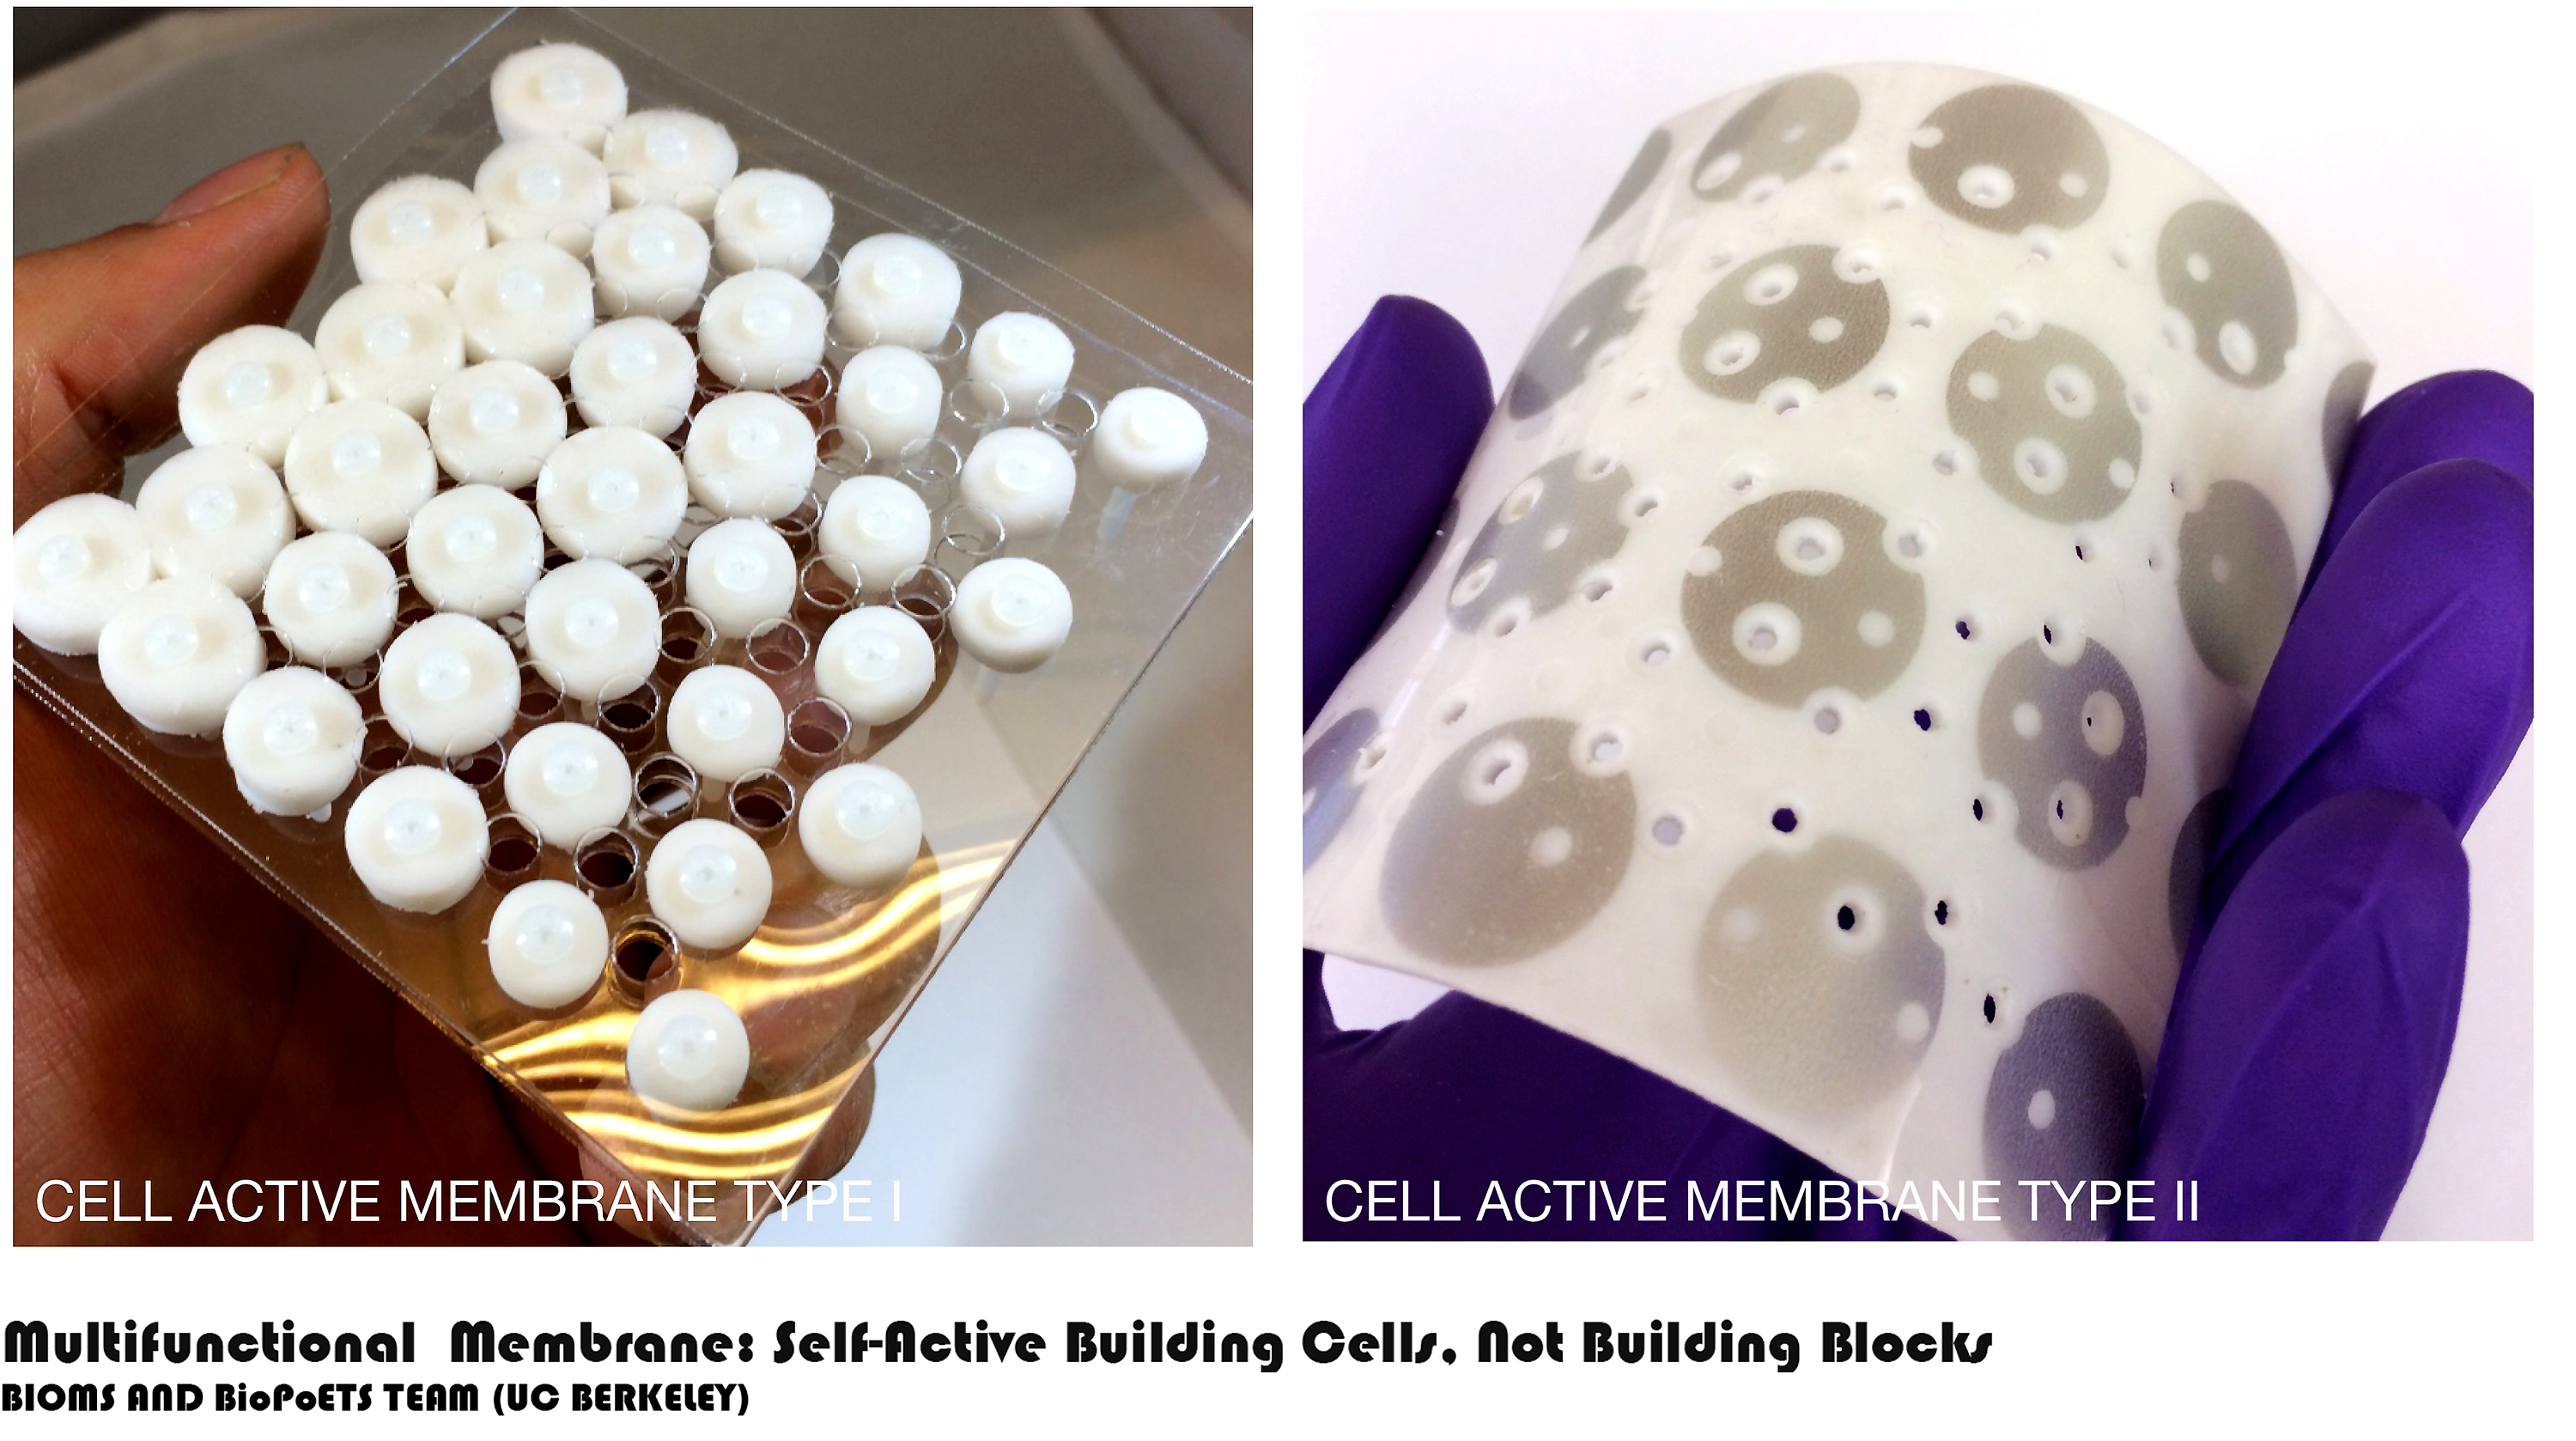 CELL ACTIVE MEMBRANE TYPE I
CELL ACTIVE MEMBRANE TYPE II
Multifunctional Membrane: Self-Active Building Cells, Not Building Blocks
BIOMS AND BioPoETS TEAM (UC BERKELEY)